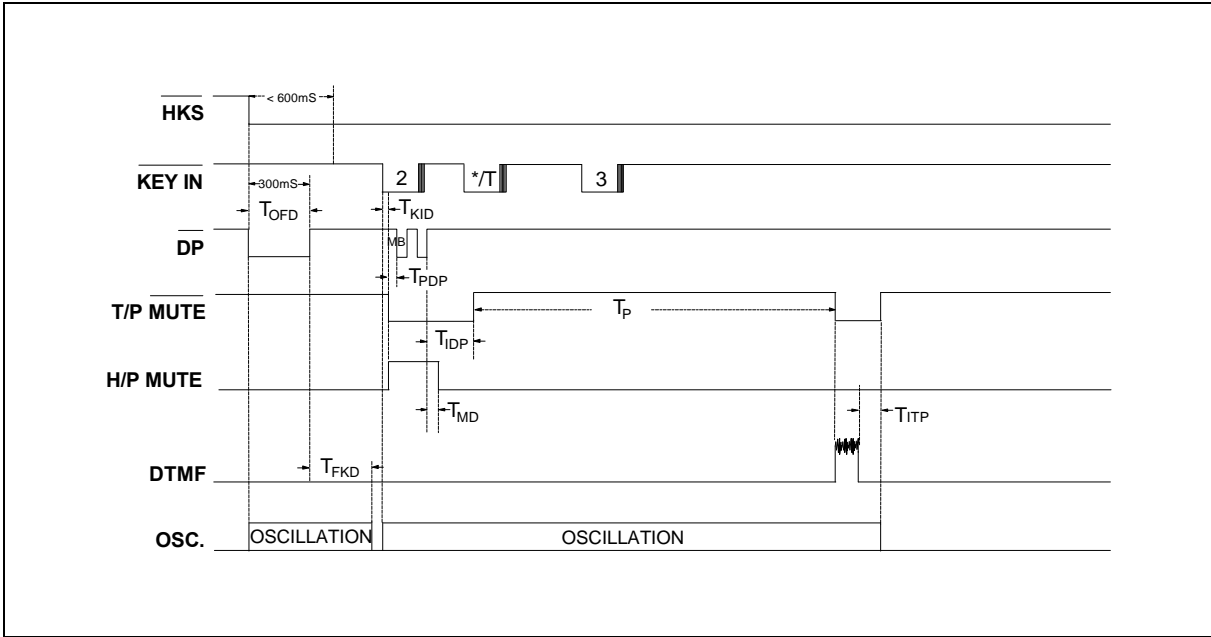 HKS
< 600mS
KEY IN
2
*/T
3
300mS
TOFD
TKID
DP
MB
TPDP
T/P MUTE
TP
TIDP
H/P MUTE
TMD
TITP
DTMF
TFKD
OSC.
OSCILLATION
OSCILLATION